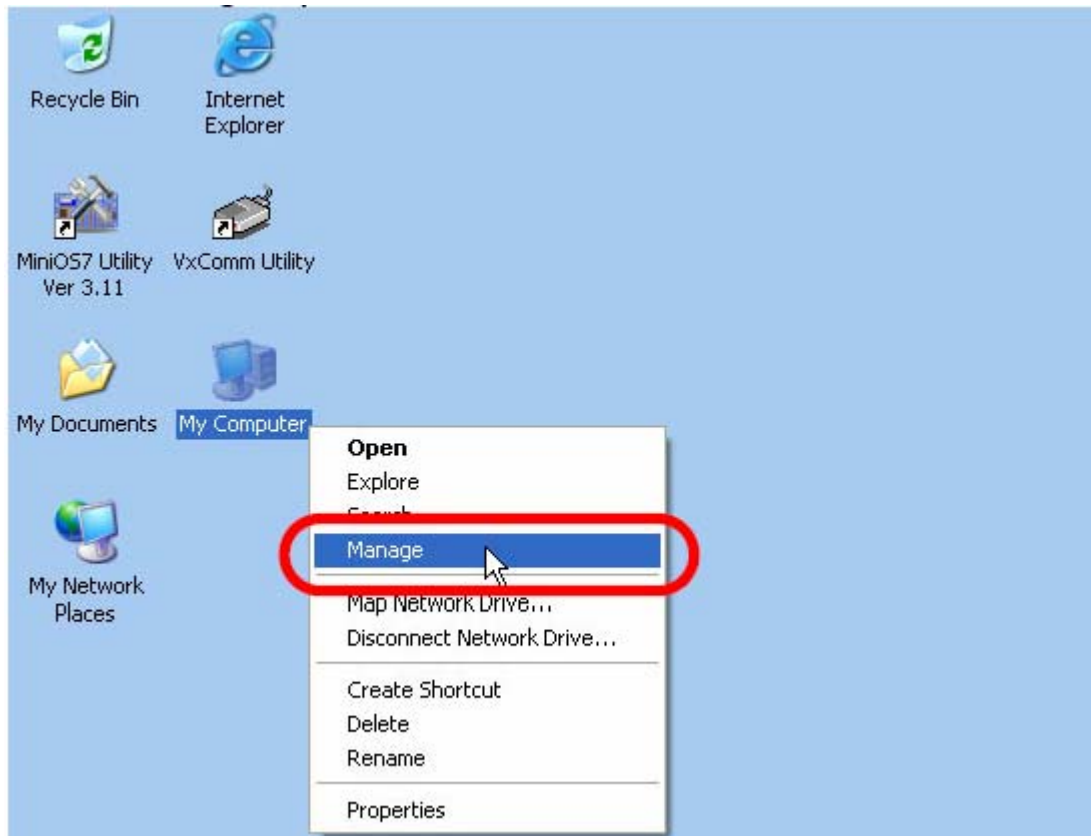 Recycle Bin
Internet
Explorer
MiniOS7 Utility
Ver 3.11
VxComm Utility
My Documents
My Computer
My Network
Places
Open
Explore
Search
Manage
Map Network Drive...
Disconnect Network Drive...
Create Shortcut
Delete
Rename
Properties